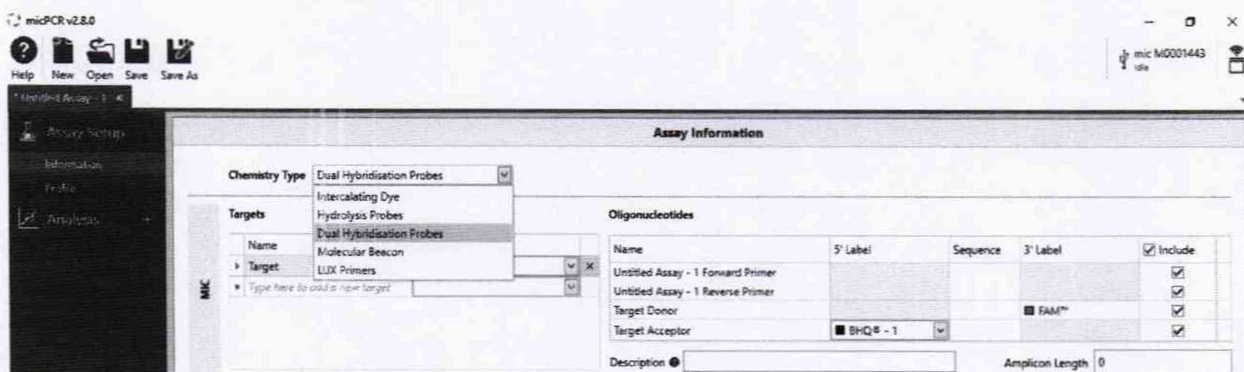 micPCR v2.8.0
Help New Open Save Save As
mic M0001443
Idle
* Untitled Assay - 1
Assay Setup
Information
Profile
Analysis +
Assay Information
Chemistry Type Dual Hybridisation Probes
Intercalating Dye
Hydrolysis Probes
Dual Hybridisation Probes
Molecular Beacon
LUX Primers
MIC
Targets
Name
Target
Type here to add a new target
Oligonucleotides
Name 5' Label Sequence 3' Label Include
Untitled Assay - 1 Forward Primer
Untitled Assay - 1 Reverse Primer
Target Donor FAM™
Target Acceptor BHQ® - 1
Description Amplicon Length 0